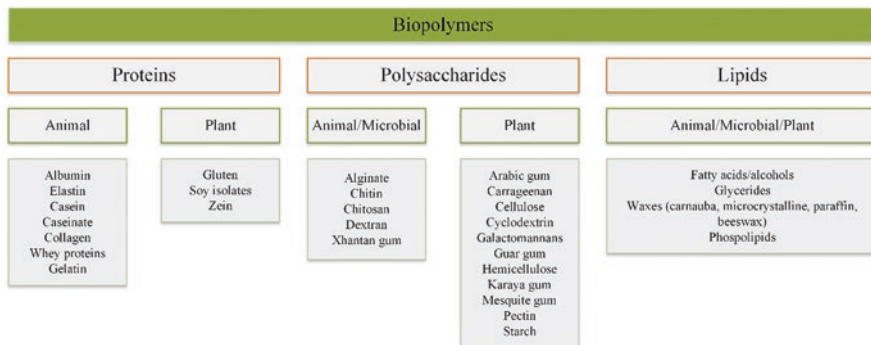 Biopolymers
Proteins
Polysaccharides
Lipids
Animal
Plant
Animal/Microbial
Plant
Animal/Microbial/Plant
Albumin
Elastin
Casein
Caseinate
Collagen
Whey proteins
Gelatin
Gluten
Soy isolates
Zein
Alginate
Chitin
Chitosan
Dextran
Xhantan gum
Arabic gum
Carrageenan
Cellulose
Cyclodextrin
Galactomannans
Guar gum
Hemicellulose
Karaya gum
Mesquite gum
Pectin
Starch
Fatty acids/alcohols
Glycerides
Waxes (carnauba, microcrystalline, paraffin,
beeswax)
Phospolipids